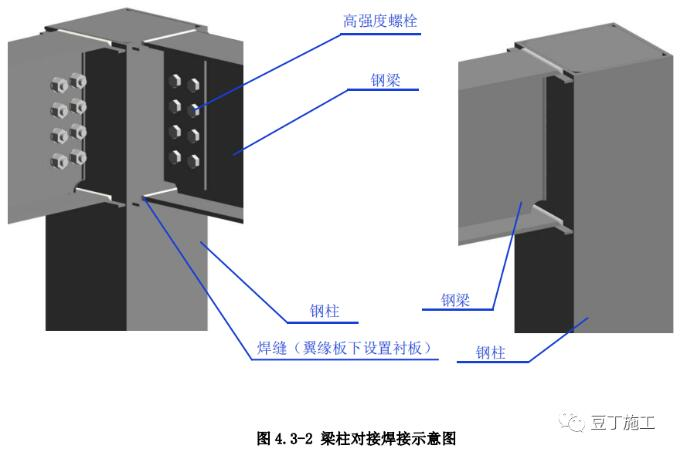 高强度螺栓
钢梁
钢柱
焊缝（翼缘板下设置衬板）
钢梁
钢柱
豆丁施工
图 4.3-2 梁柱对接焊接示意图